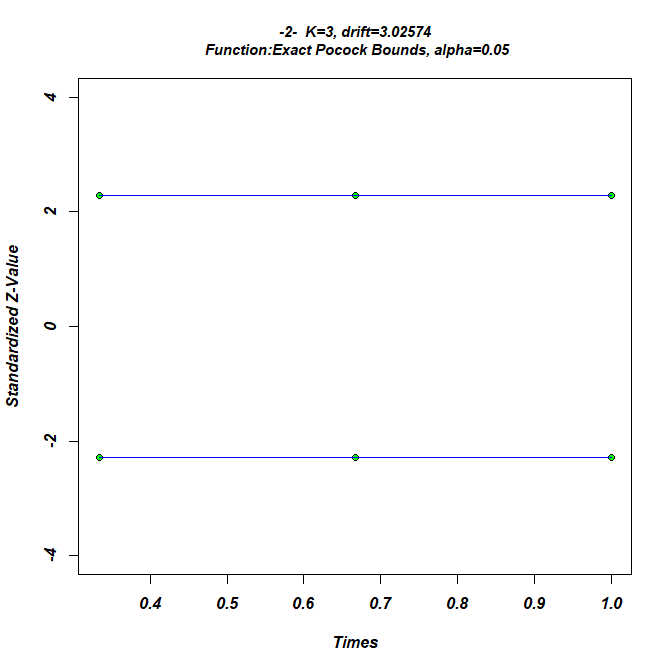 -2-  K=3, drift=3.02574
Function:Exact Pocock Bounds, alpha=0.05
4
2
0
-2
-4
Standardized Z-Value
0.4 0.5 0.6 0.7 0.8 0.9 1.0
Times